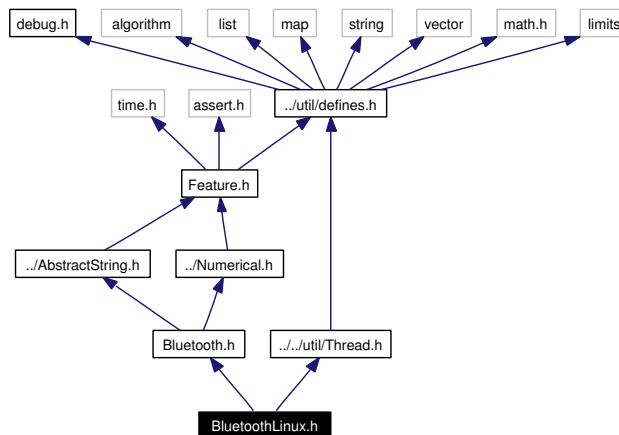 debug.h
algorithm
list
map
string
vector
math.h
limits
time.h
assert.h
../util/defines.h
Feature.h
../AbstractString.h
../Numerical.h
Bluetooth.h
../../util/Thread.h
BluetoothLinux.h